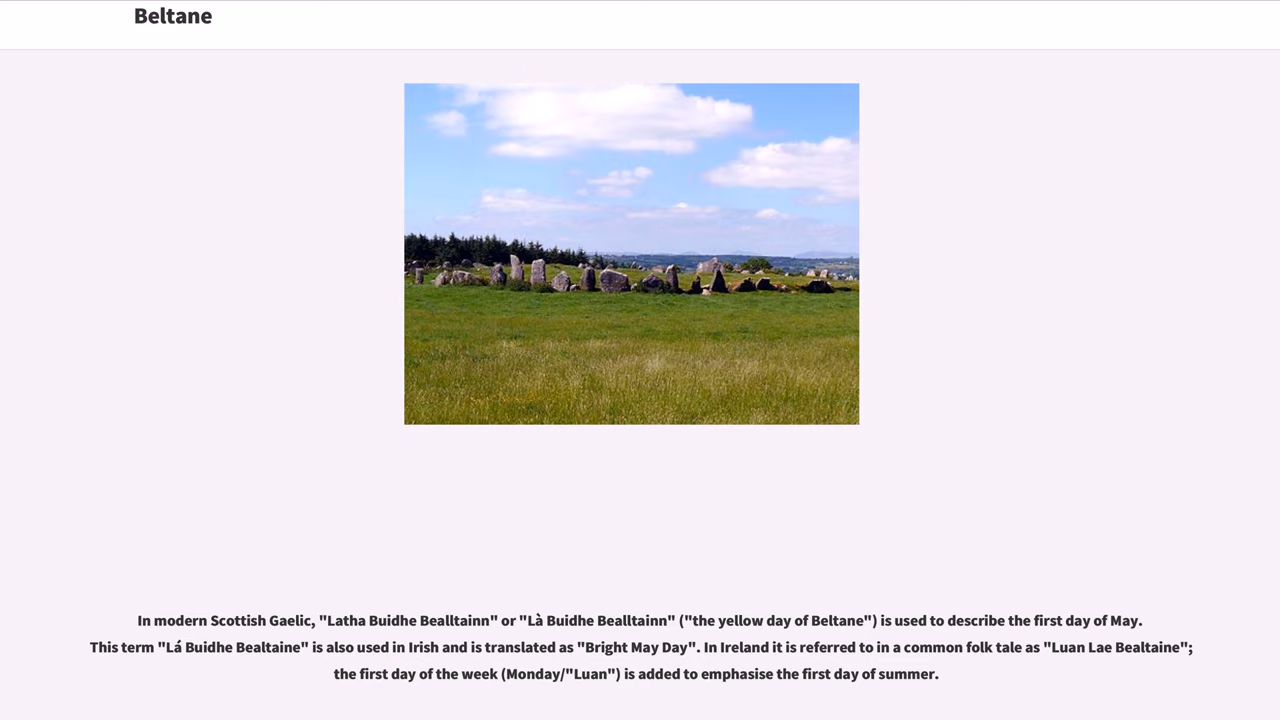 Beltane
In modern Scottish Gaelic, "Latha Buidhe Bealltainn" or "Là Buidhe Bealltainn" ("the yellow day of Beltane") is used to describe the first day of May.
This term "Lá Buidhe Bealtaine" is also used in Irish and is translated as "Bright May Day". In Ireland it is referred to in a common folk tale as "Luan Lae Bealtaine";
the first day of the week (Monday/"Luan") is added to emphasise the first day of summer.